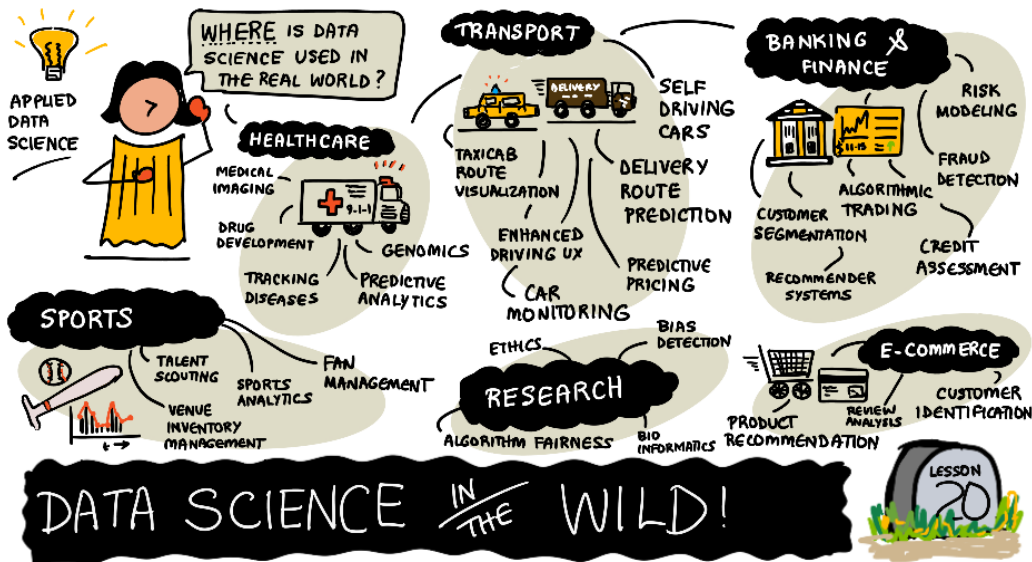 APPLIED
DATA
SCIENCE
WHERE IS DATA
SCIENCE USED IN
THE REAL WORLD?
HEALTHCARE
MEDICAL
IMAGING
9-1-1
DRUG
DEVELOPMENT
GENOMICS
TRACKING
DISEASES
PREDICTIVE
ANALYTICS
TRANSPORT
DELIVERY
SELF
DRIVING
CARS
TAXICAB
ROUTE
VISUALIZATION
DELIVERY
ROUTE
PREDICTION
ENHANCED
DRIVING UX
PREDICTIVE
PRICING
CAR
MONITORING
BANKING &
FINANCE
RISK
MODELING
$11.15
FRAUD
DETECTION
ALGORITHMIC
TRADING
CUSTOMER
SEGMENTATION
CREDIT
ASSESSMENT
RECOMMENDER
SYSTEMS
SPORTS
TALENT
SCOUTING
SPORTS
ANALYTICS
FAN
MANAGEMENT
VENUE
INVENTORY
MANAGEMENT
t
ETHICS
BIAS
DETECTION
RESEARCH
ALGORITHM FAIRNESS
BIO
INFORMATICS
E-COMMERCE
PRODUCT
RECOMMENDATION
REVIEW
ANALYSIS
CUSTOMER
IDENTIFICATION
DATA SCIENCE IN THE WILD!
LESSON
20